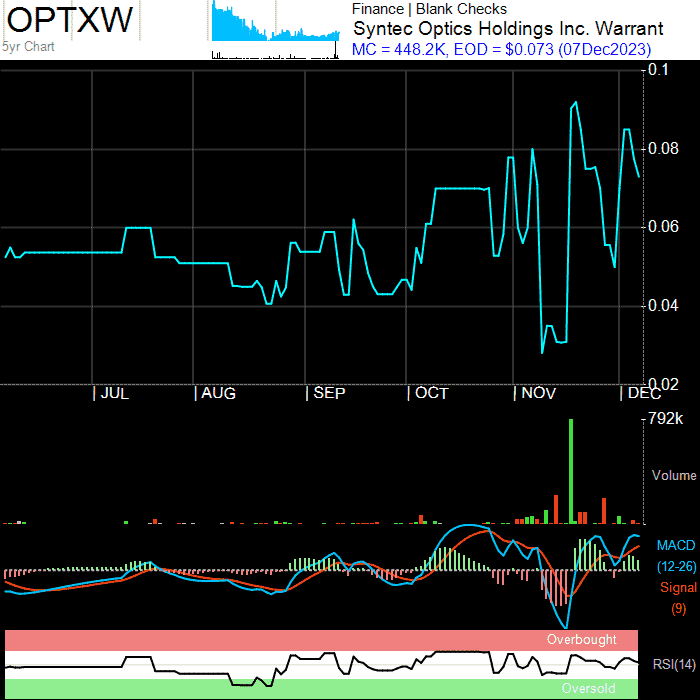 OPTXW
5yr Chart
Finance | Blank Checks
Syntec Optics Holdings Inc. Warrant
MC = 448.2K, EOD = $0.073 (07Dec2023)
0.1
0.08
0.06
0.04
0.02
| JUL | AUG | SEP | OCT | NOV | DEC
792k
Volume
MACD
(12-26)
Signal
(9)
Overbought
RSI(14)
Oversold